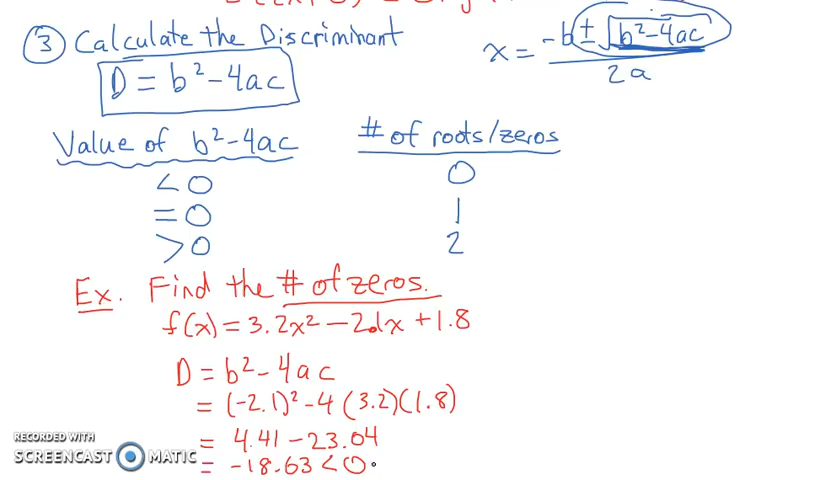 ③ Calculate the Discriminant
D = b² - 4ac
x = -b ± √b² - 4ac / 2a
Value of b² - 4ac # of roots/zeros
< 0 0
= 0 1
> 0 2
Ex. Find the # of zeros.
f(x) = 3.2x² - 2.1x + 1.8
D = b² - 4ac
= (-2.1)² - 4(3.2)(1.8)
= 4.41 - 23.04
= -18.63 < 0
RECORDED WITH
SCREENCAST MATIC